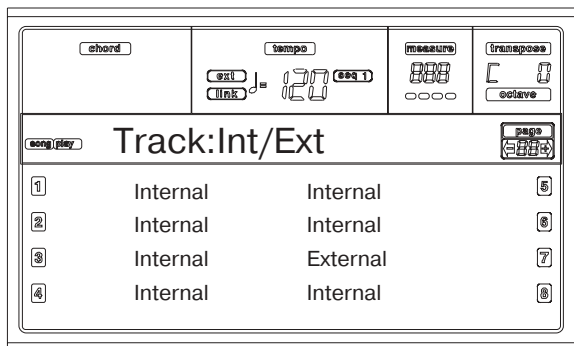 chord tempo measure transpose
ext ♩= 120 seq 1 888 C 0
link octave
song play Track:Int/Ext page
88
1 Internal Internal 5
2 Internal Internal 6
3 Internal External 7
4 Internal Internal 8